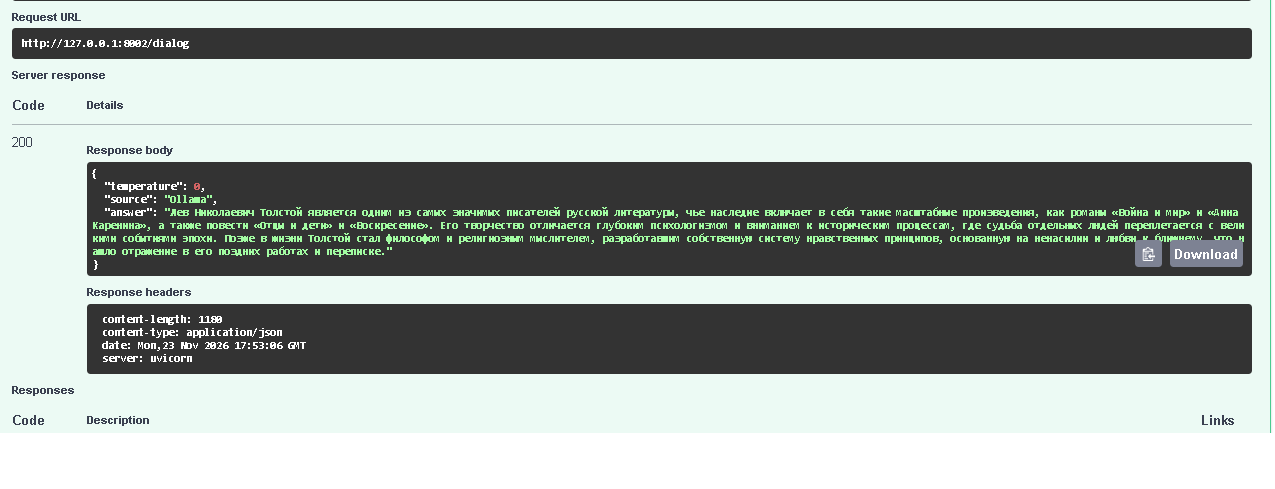 Request URL
http://127.0.0.1:8002/dialog
Server response
Code Details
200
Response body
{
"temperature": 0,
"source": "Ollama",
"answer": "Лев Николаевич Толстой является одним из самых значимых писателей русской литературы, чье наследие включает в себя такие масштабные произведения, как романы «Война и мир» и «Анна
Каренина», а также повести «Отцы и дети» и «Воскресение». Его творчество отличается глубоким психологизмом и вниманием к историческим процессам, где судьба отдельных людей переплетается с вели
кими событиями эпохи. Позже в жизни Толстой стал философом и религиозным мыслителем, разработавшим собственную систему нравственных принципов, основанную на ненасилии и любви к ближнему, что н
ашло отражение в его поздних работах и переписке."
}
Download
Response headers
content-length: 1180
content-type: application/json
date: Mon,23 Nov 2026 17:53:06 GMT
server: uvicorn
Responses
Code Description Links